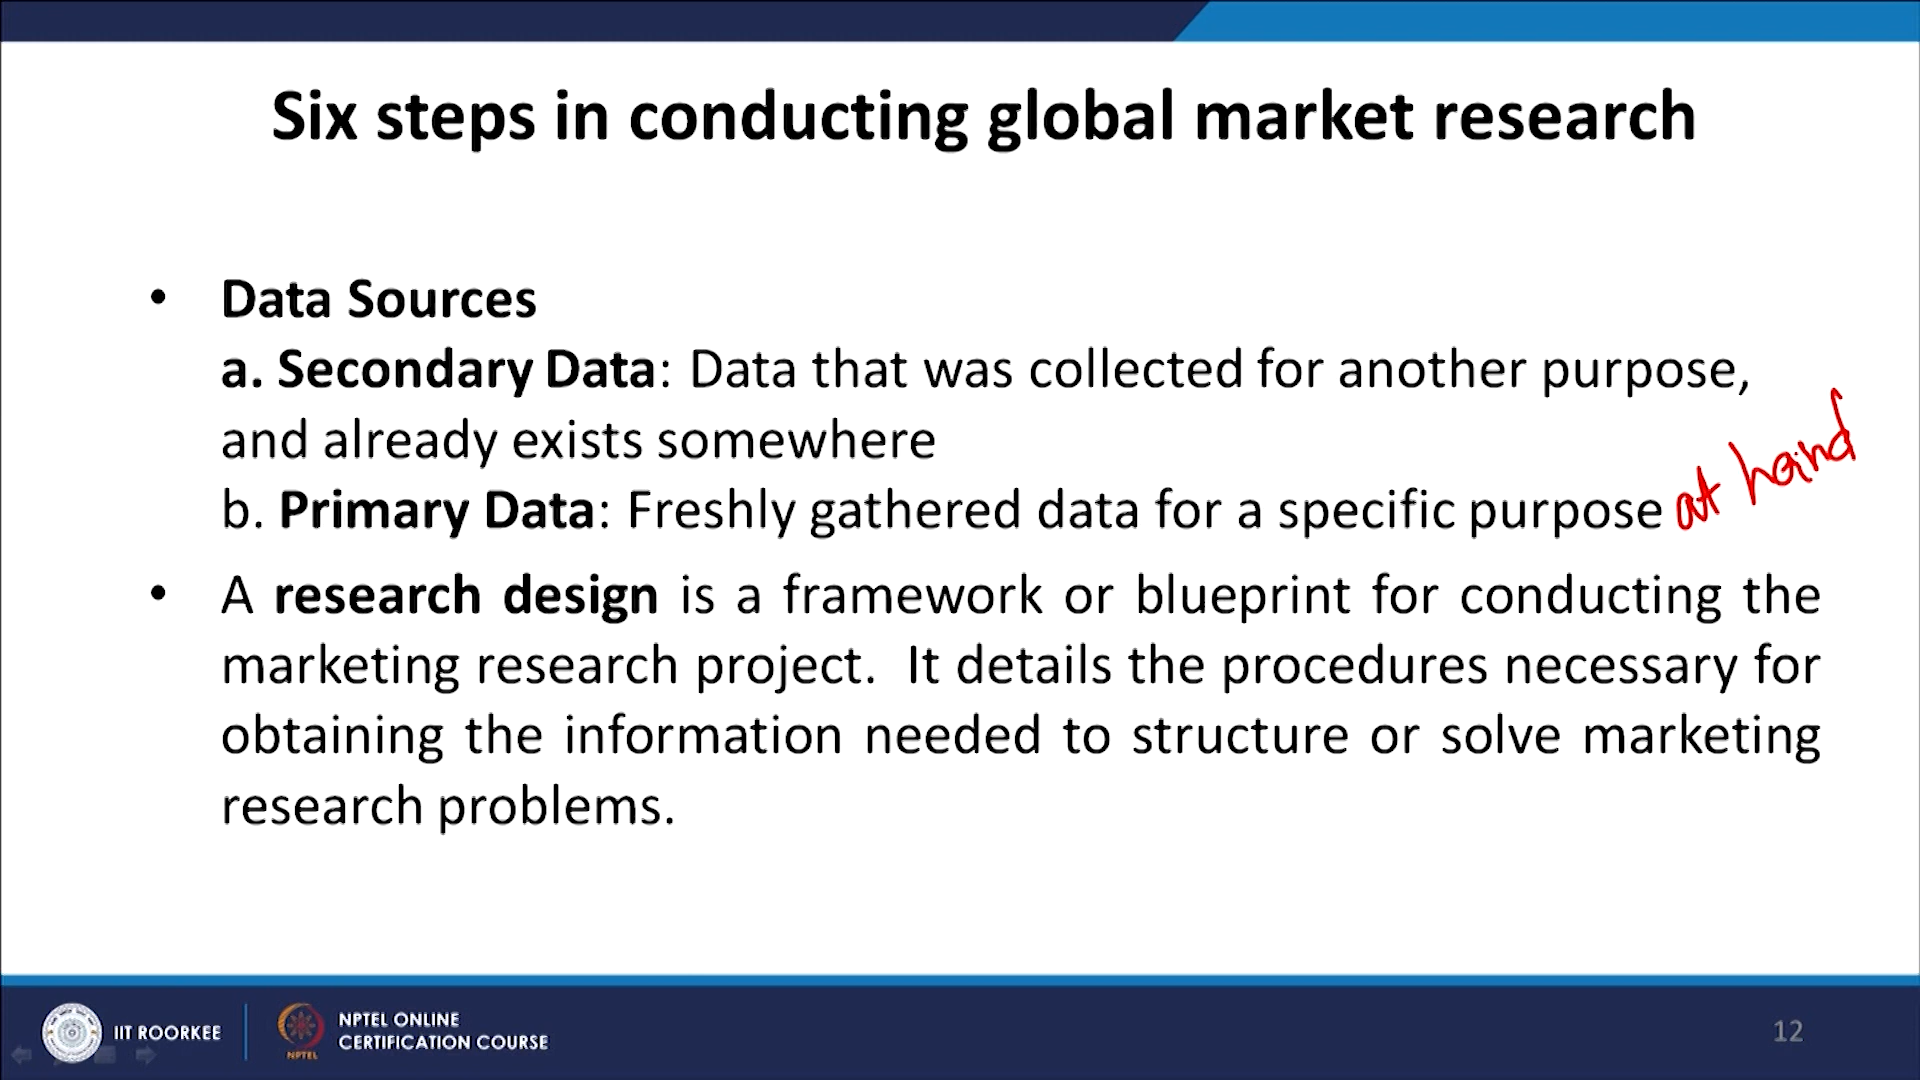 Six steps in conducting global market research
• Data Sources
a. Secondary Data: Data that was collected for another purpose,
and already exists somewhere
b. Primary Data: Freshly gathered data for a specific purpose at hand
• A research design is a framework or blueprint for conducting the
marketing research project. It details the procedures necessary for
obtaining the information needed to structure or solve marketing
research problems.
IIT ROORKEE
NPTEL
NPTEL ONLINE
CERTIFICATION COURSE
12